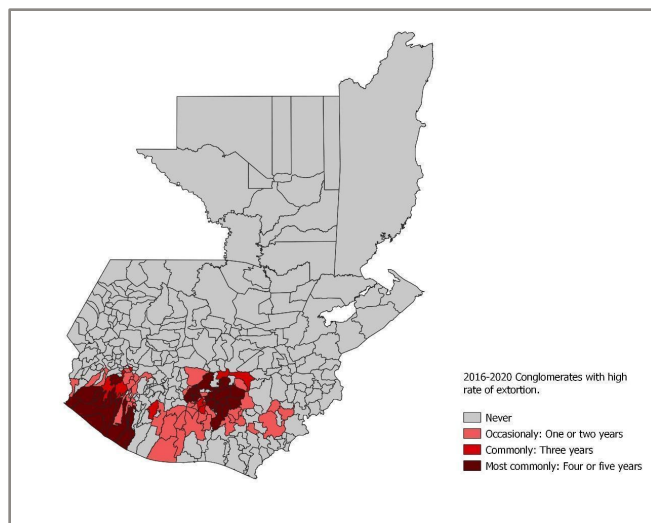 2016-2020 Conglomerates with high
rate of extortion.
Never
Occasionaly: One or two years
Commonly: Three years
Most commonly: Four or five years